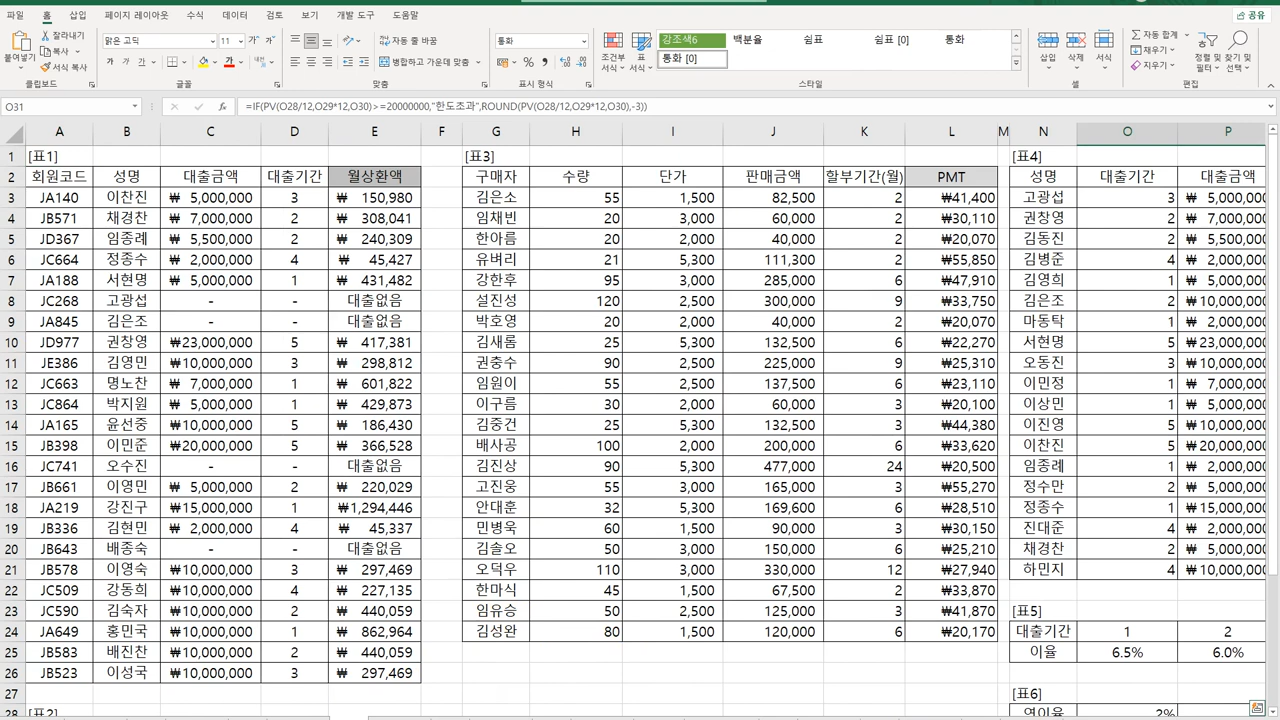 파일 홈 삽입 페이지 레이아웃 수식 데이터 검토 보기 개발 도구 도움말 공유
붙여넣기 잘라내기 복사 서식 복사 클립보드
맑은 고딕 11 가 가 가 가 가 글꼴
자동 줄 바꿈 병합하고 가운데 맞춤 맞춤
통화 % 표시 형식
조건부 서식 표 서식
강조색6 백분율 쉼표 쉼표 [0] 통화
통화 [0]
스타일
삽입 삭제 서식 셀
자동 합계 채우기 지우기 정렬 및 필터 찾기 및 선택 편집
O31 fx =IF(PV(O28/12,O29*12,O30)>=20000000,"한도초과",ROUND(PV(O28/12,O29*12,O30),-3))
A B C D E F G H I J K L M N O P
1 [표1] [표3] [표4]
2 회원코드 성명 대출금액 대출기간 월상환액 구매자 수량 단가 판매금액 할부기간(월) PMT 성명 대출기간 대출금액
3 JA140 이찬진 ₩ 5,000,000 3 ₩ 150,980 김은소 55 1,500 82,500 2 ₩41,400 고광섭 3 ₩ 5,000,000
4 JB571 채경찬 ₩ 7,000,000 2 ₩ 308,041 임채빈 20 3,000 60,000 2 ₩30,110 권창영 2 ₩ 7,000,000
5 JD367 임종례 ₩ 5,500,000 2 ₩ 240,309 한아름 20 2,000 40,000 2 ₩20,070 김동진 2 ₩ 5,500,000
6 JC664 정종수 ₩ 2,000,000 4 ₩ 45,427 유벼리 21 5,300 111,300 2 ₩55,850 김병준 4 ₩ 2,000,000
7 JA188 서현명 ₩ 5,000,000 1 ₩ 431,482 강한후 95 3,000 285,000 6 ₩47,910 김영희 1 ₩ 5,000,000
8 JC268 고광섭 - - 대출없음 설진성 120 2,500 300,000 9 ₩33,750 김은조 2 ₩10,000,000
9 JA845 김은조 - - 대출없음 박호영 20 2,000 40,000 2 ₩20,070 마동탁 1 ₩ 2,000,000
10 JD977 권창영 ₩23,000,000 5 ₩ 417,381 김새롬 25 5,300 132,500 6 ₩22,270 서현명 5 ₩23,000,000
11 JE386 김영민 ₩10,000,000 3 ₩ 298,812 권충수 90 2,500 225,000 9 ₩25,310 오동진 3 ₩10,000,000
12 JC663 명노찬 ₩ 7,000,000 1 ₩ 601,822 임원이 55 2,500 137,500 6 ₩23,110 이민정 1 ₩ 7,000,000
13 JC864 박지원 ₩ 5,000,000 1 ₩ 429,873 이구름 30 2,000 60,000 3 ₩20,100 이상민 1 ₩ 5,000,000
14 JA165 윤선중 ₩10,000,000 5 ₩ 186,430 김중건 25 5,300 132,500 3 ₩44,380 이진영 5 ₩10,000,000
15 JB398 이민준 ₩20,000,000 5 ₩ 366,528 배사공 100 2,000 200,000 6 ₩33,620 이찬진 5 ₩20,000,000
16 JC741 오수진 - - 대출없음 김진상 90 5,300 477,000 24 ₩20,500 임종례 1 ₩ 2,000,000
17 JB661 이영민 ₩ 5,000,000 2 ₩ 220,029 고진웅 55 3,000 165,000 3 ₩55,270 정수만 2 ₩ 5,000,000
18 JA219 강진구 ₩15,000,000 1 ₩1,294,446 안대훈 32 5,300 169,600 6 ₩28,510 정종수 1 ₩15,000,000
19 JB336 김현민 ₩ 2,000,000 4 ₩ 45,337 민병욱 60 1,500 90,000 3 ₩30,150 진대준 4 ₩ 2,000,000
20 JB643 배종숙 - - 대출없음 김솔오 50 3,000 150,000 6 ₩25,210 채경찬 2 ₩ 5,000,000
21 JB578 이영숙 ₩10,000,000 3 ₩ 297,469 오덕우 110 3,000 330,000 12 ₩27,940 하민지 4 ₩10,000,000
22 JC509 강동희 ₩10,000,000 4 ₩ 227,135 한마식 45 1,500 67,500 2 ₩33,870
23 JC590 김숙자 ₩10,000,000 2 ₩ 440,059 임유승 50 2,500 125,000 3 ₩41,870 [표5]
24 JA649 홍민국 ₩10,000,000 1 ₩ 862,964 김성완 80 1,500 120,000 6 ₩20,170 대출기간 1 2
25 JB583 배진찬 ₩10,000,000 2 ₩ 440,059 이율 6.5% 6.0%
26 JB523 이성국 ₩10,000,000 3 ₩ 297,469
27 [표6]
28 [표2] 연이율 2%